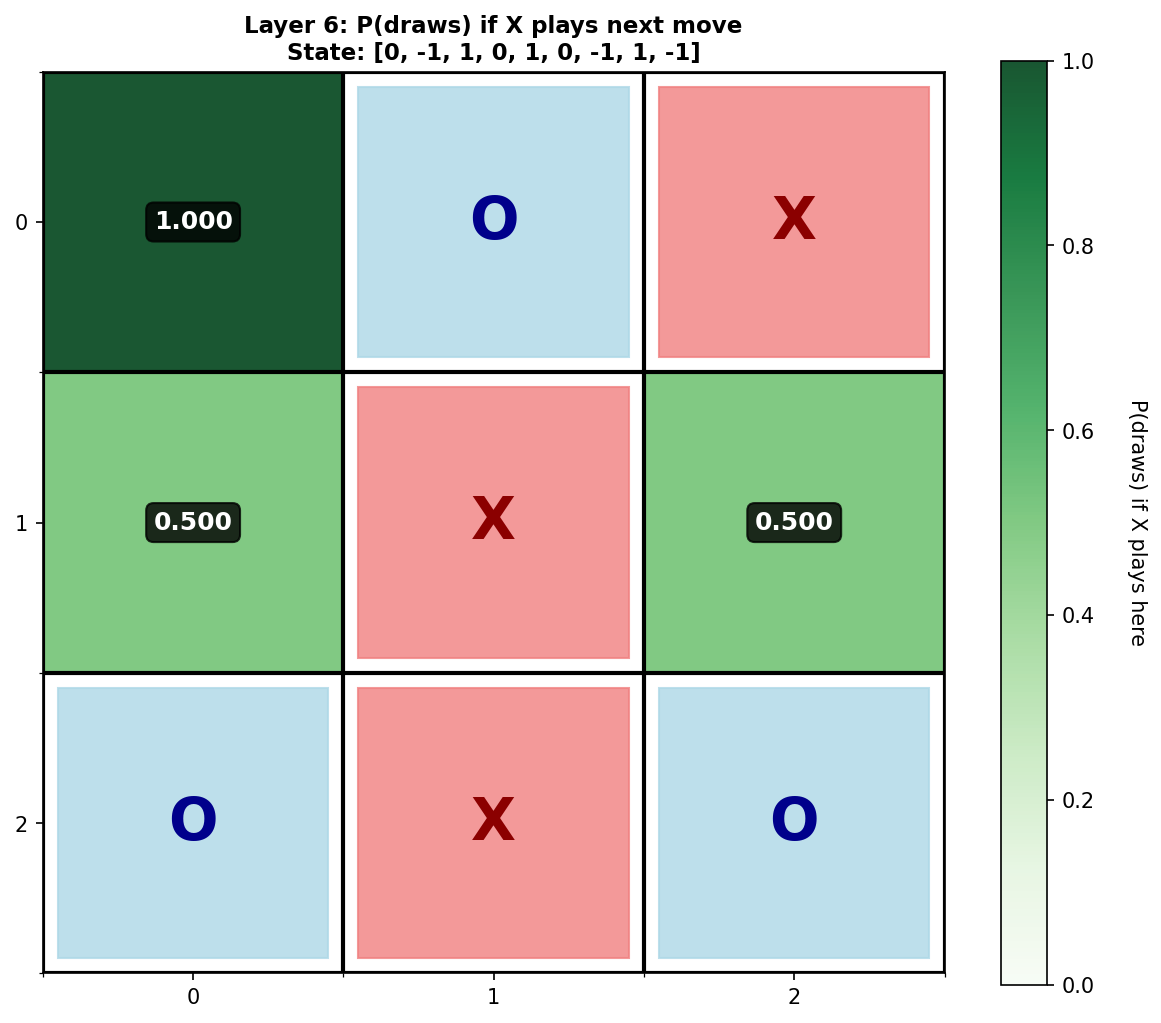 Layer 6: P(draws) if X plays next move
State: [0, -1, 1, 0, 1, 0, -1, 1, -1]
1.000
O
X
0.500
X
0.500
O
X
O
0
1
2
0
1
2
1.0
0.8
0.6
0.4
0.2
0.0
P(draws) if X plays here